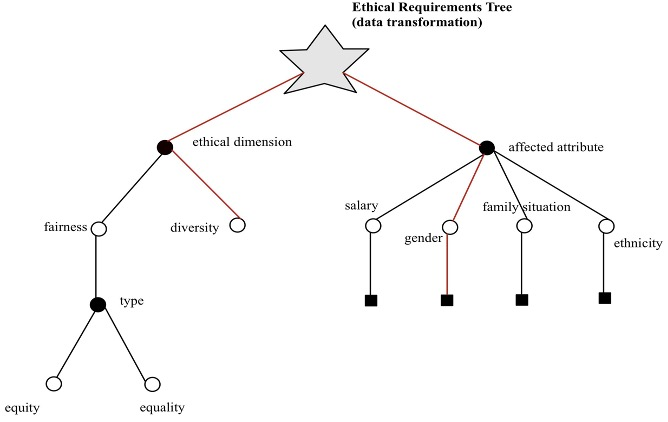 Ethical Requirements Tree
(data transformation)
ethical dimension
affected attribute
salary
family situation
fairness
diversity
gender
ethnicity
type
equity
equality